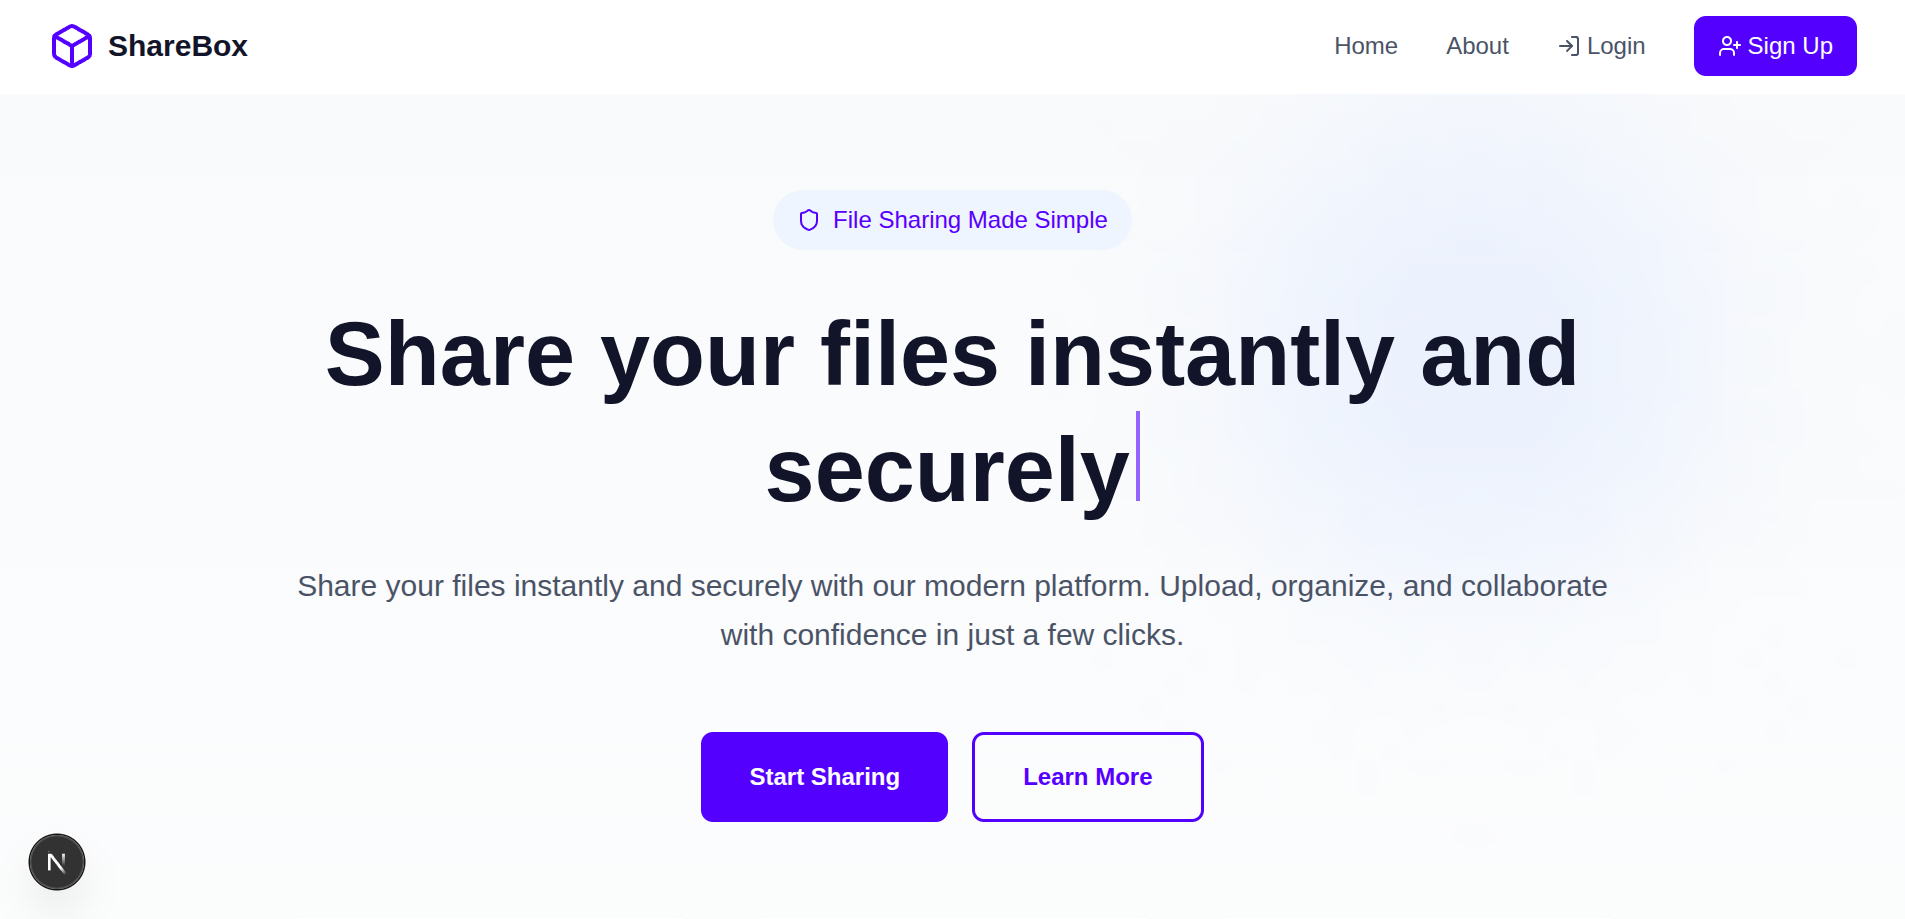 ShareBox
Home
About
Login
Sign Up
File Sharing Made Simple
Share your files instantly and
securely
Share your files instantly and securely with our modern platform. Upload, organize, and collaborate
with confidence in just a few clicks.
Start Sharing
Learn More
N